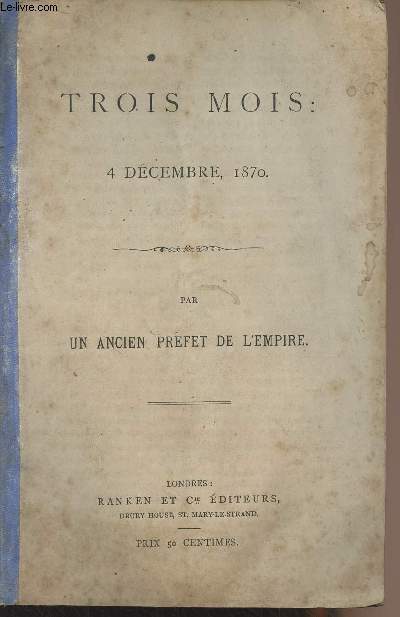 © Le-livre.com
TROIS MOIS:
4 DÉCEMBRE, 1870.
PAR
UN ANCIEN PREFET DE L'EMPIRE.
LONDRES:
RANKEN ET Cie ÉDITEURS,
DRURY HOUSE, ST. MARY-LE-STRAND.
PRIX 50 CENTIMES.